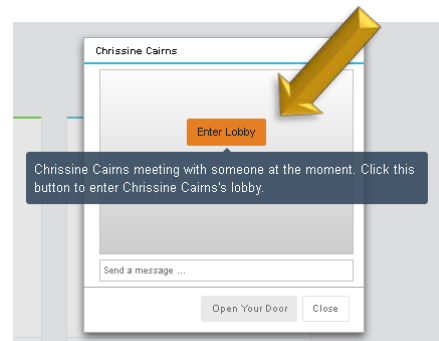 Chrissine Cairns
Enter Lobby
Chrissine Cairns meeting with someone at the moment. Click this
button to enter Chrissine Cairns's lobby.
Send a message ...
Open Your Door Close